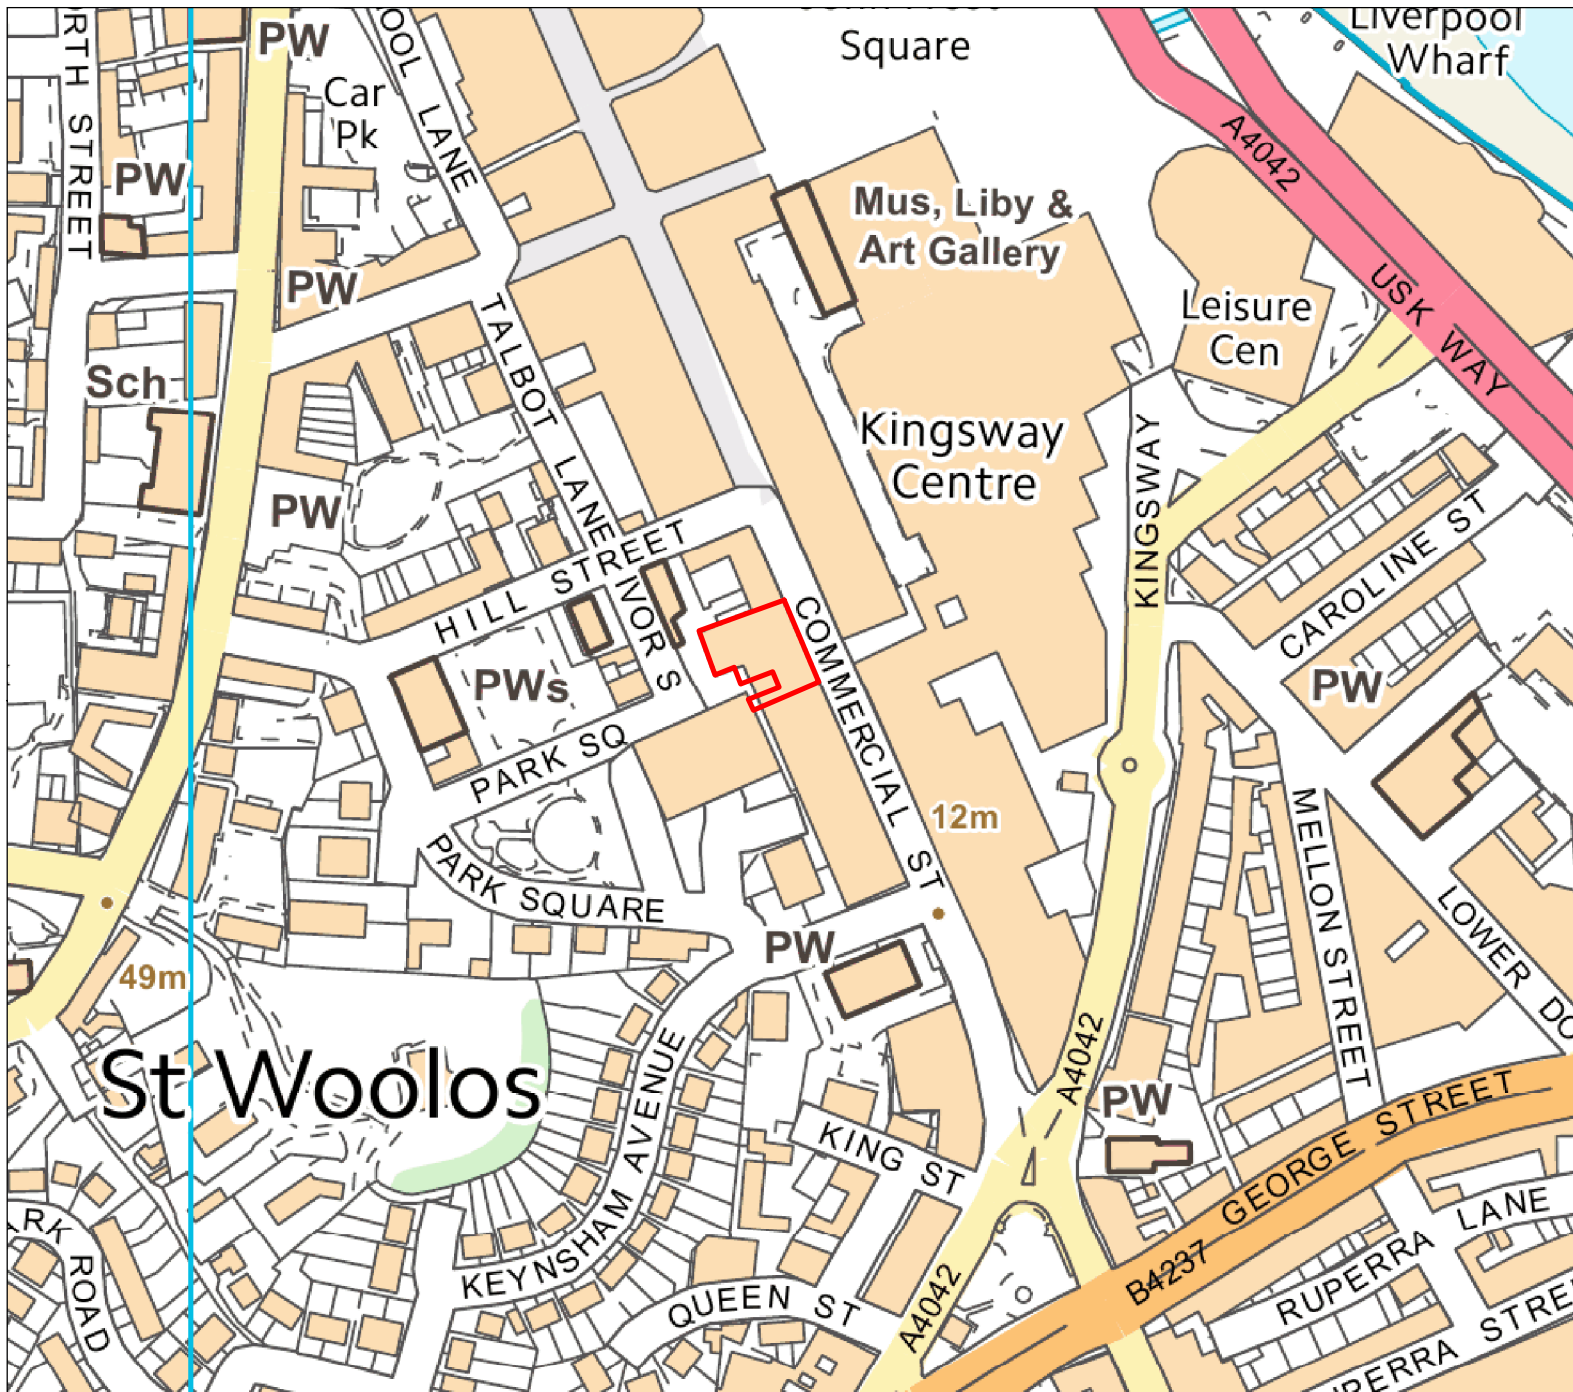 PW
Car
Pk
Square
Liverpool
Wharf
A4042
LANE
STREET
PW
Mus, Liby &
Art Gallery
PW
Leisure
Cen
USK WAY
TALBOT LANE
Sch
Kingsway
Centre
KINGSWAY
PW
CAROLINE ST
HILL STREET
IVOR S
COMMERCIAL ST
PWs
PW
PARK SQ
12m
MELLON STREET
PARK SQUARE
LOWER DO
PW
49m
St Woolos
KEYNSHAM AVENUE
A4042
PW
KING ST
GEORGE STREET
B4237
RUPERRA LANE
ROAD
QUEEN ST
A4042
PERRA STRE